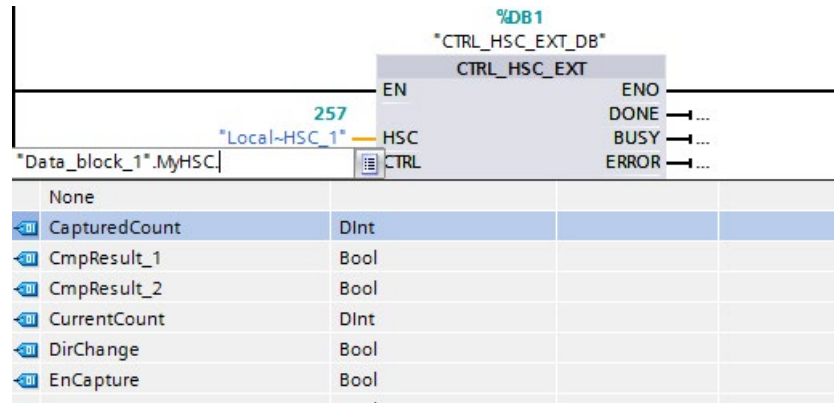 %DB1
"CTRL_HSC_EXT_DB"
CTRL_HSC_EXT
EN ENO
257 DONE ...
"Local~HSC_1" HSC BUSY ...
"Data_block_1".MyHSC. CTRL ERROR ...
None
CapturedCount DInt
CmpResult_1 Bool
CmpResult_2 Bool
CurrentCount DInt
DirChange Bool
EnCapture Bool